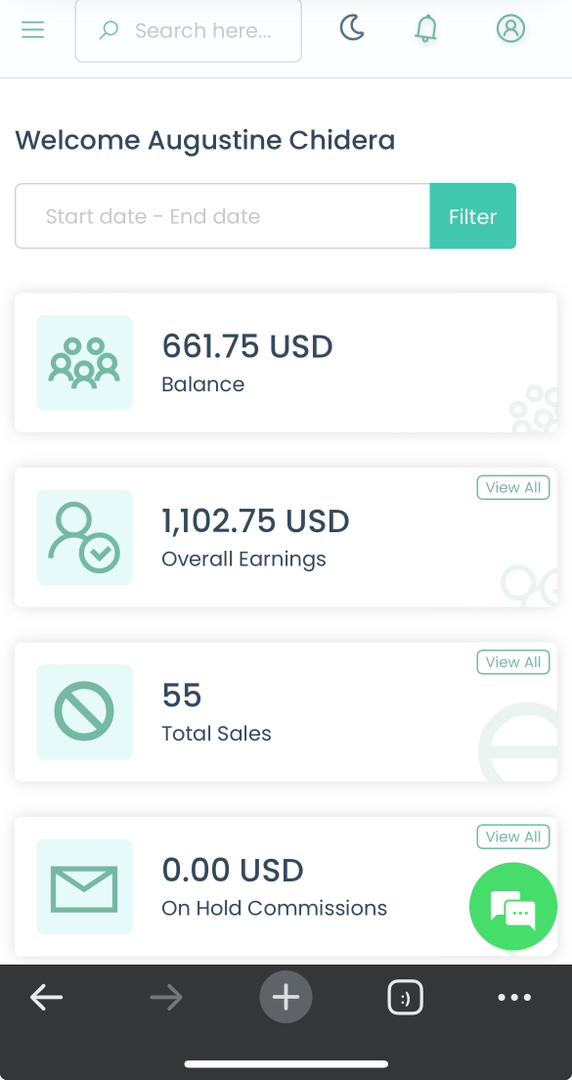 Search here...
Welcome Augustine Chidera
Start date - End date
Filter
661.75 USD
Balance
View All
1,102.75 USD
Overall Earnings
View All
55
Total Sales
View All
0.00 USD
On Hold Commissions
:)